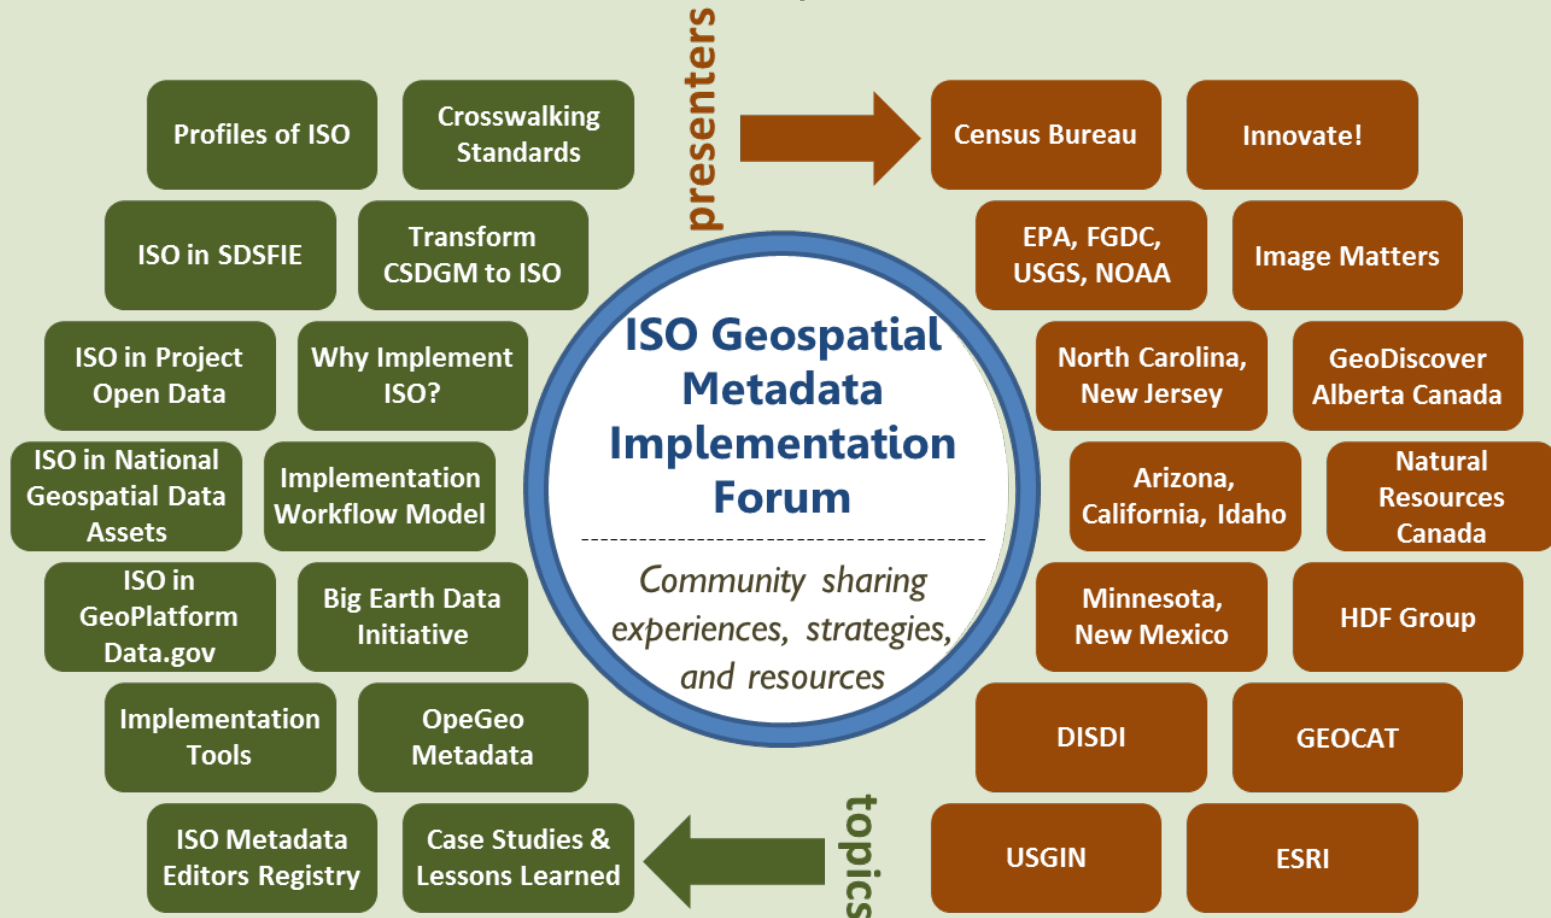 presenters
Profiles of ISO
Crosswalking
Standards
Census Bureau
Innovate!
ISO in SDSFIE
Transform
CSDGM to ISO
EPA, FGDC,
USGS, NOAA
Image Matters
ISO in Project
Open Data
Why Implement
ISO?
North Carolina,
New Jersey
GeoDiscover
Alberta Canada
ISO in National
Geospatial Data
Assets
Implementation
Workflow Model
Arizona,
California, Idaho
Natural
Resources
Canada
ISO Geospatial
Metadata
Implementation
Forum
Community sharing
experiences, strategies,
and resources
ISO in
GeoPlatform
Data.gov
Big Earth Data
Initiative
Minnesota,
New Mexico
HDF Group
Implementation
Tools
OpeGeo
Metadata
DISDI
GEOCAT
ISO Metadata
Editors Registry
Case Studies &
Lessons Learned
topics
USGIN
ESRI